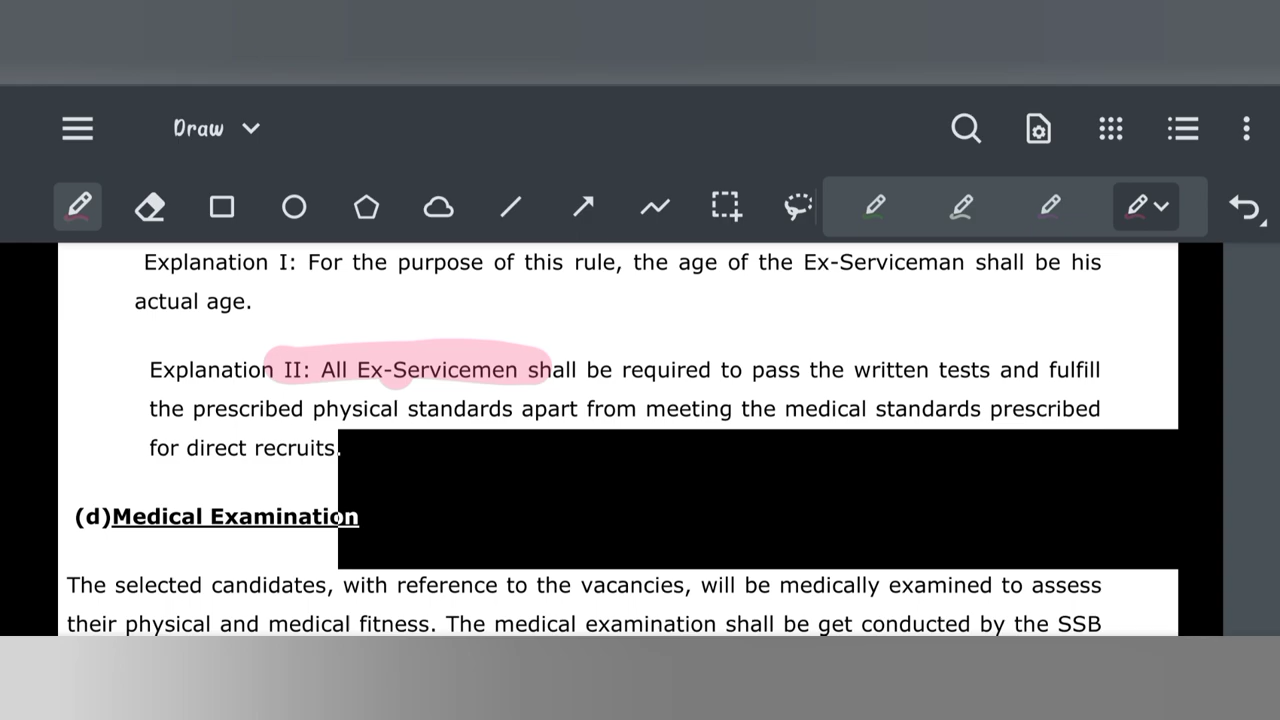 Draw
Explanation I: For the purpose of this rule, the age of the Ex-Serviceman shall be his
actual age.
Explanation II: All Ex-Servicemen shall be required to pass the written tests and fulfill
the prescribed physical standards apart from meeting the medical standards prescribed
for direct recruits.
(d)Medical Examination
The selected candidates, with reference to the vacancies, will be medically examined to assess
their physical and medical fitness. The medical examination shall be get conducted by the SSB